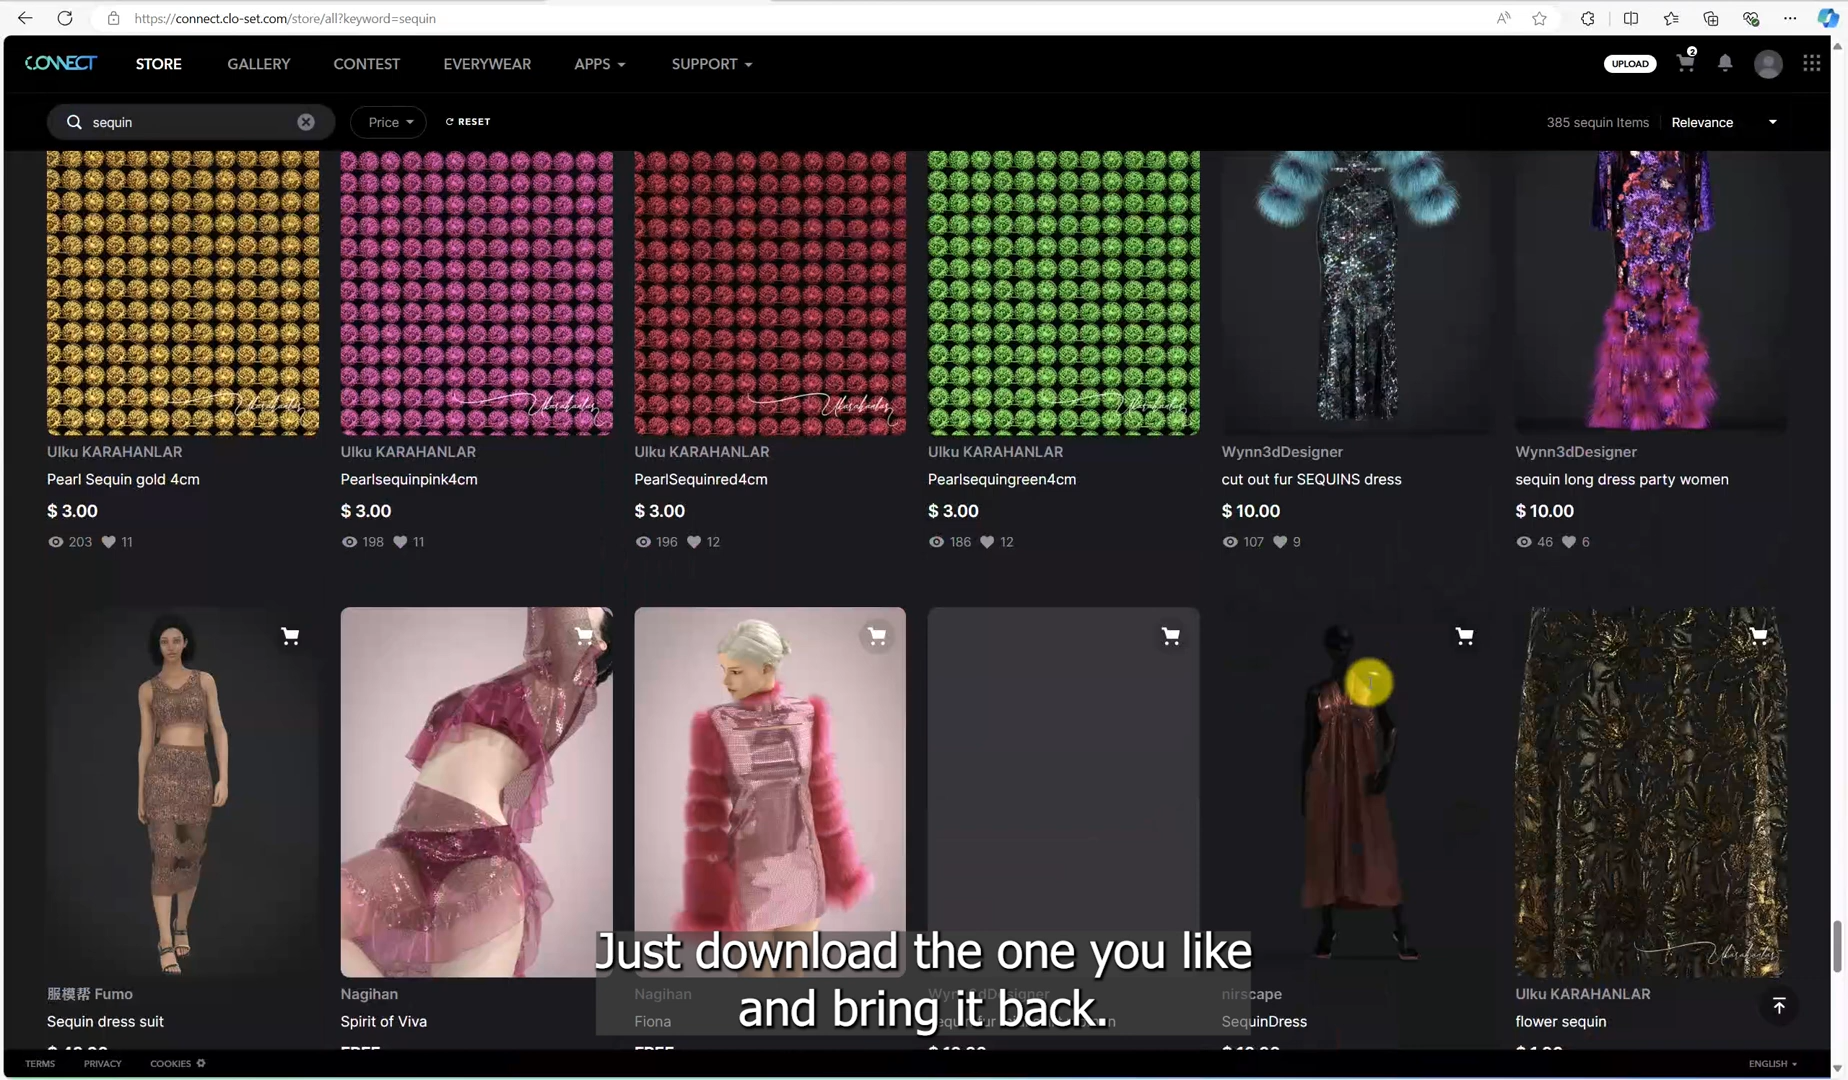 https://connect.clo-set.com/store/all?keyword=sequin
CONNECT STORE GALLERY CONTEST EVERYWEAR APPS SUPPORT UPLOAD 2
sequin Price RESET 385 sequin Items Relevance
Ulku KARAHANLAR
Pearl Sequin gold 4cm
$ 3.00
203 11
Ulku KARAHANLAR
Pearlsequinpink4cm
$ 3.00
198 11
Ulku KARAHANLAR
PearlSequinred4cm
$ 3.00
196 12
Ulku KARAHANLAR
Pearlsequingreen4cm
$ 3.00
186 12
Wynn3dDesigner
cut out fur SEQUINS dress
$ 10.00
107 9
Wynn3dDesigner
sequin long dress party women
$ 10.00
46 6
服模帮 Fumo
Sequin dress suit
Nagihan
Spirit of Viva
FREE
Nagihan
Fiona
FREE
Wynn3dDesigner
nirscape
SequinDress
Ulku KARAHANLAR
flower sequin
Just download the one you like
and bring it back.
TERMS PRIVACY COOKIES ENGLISH